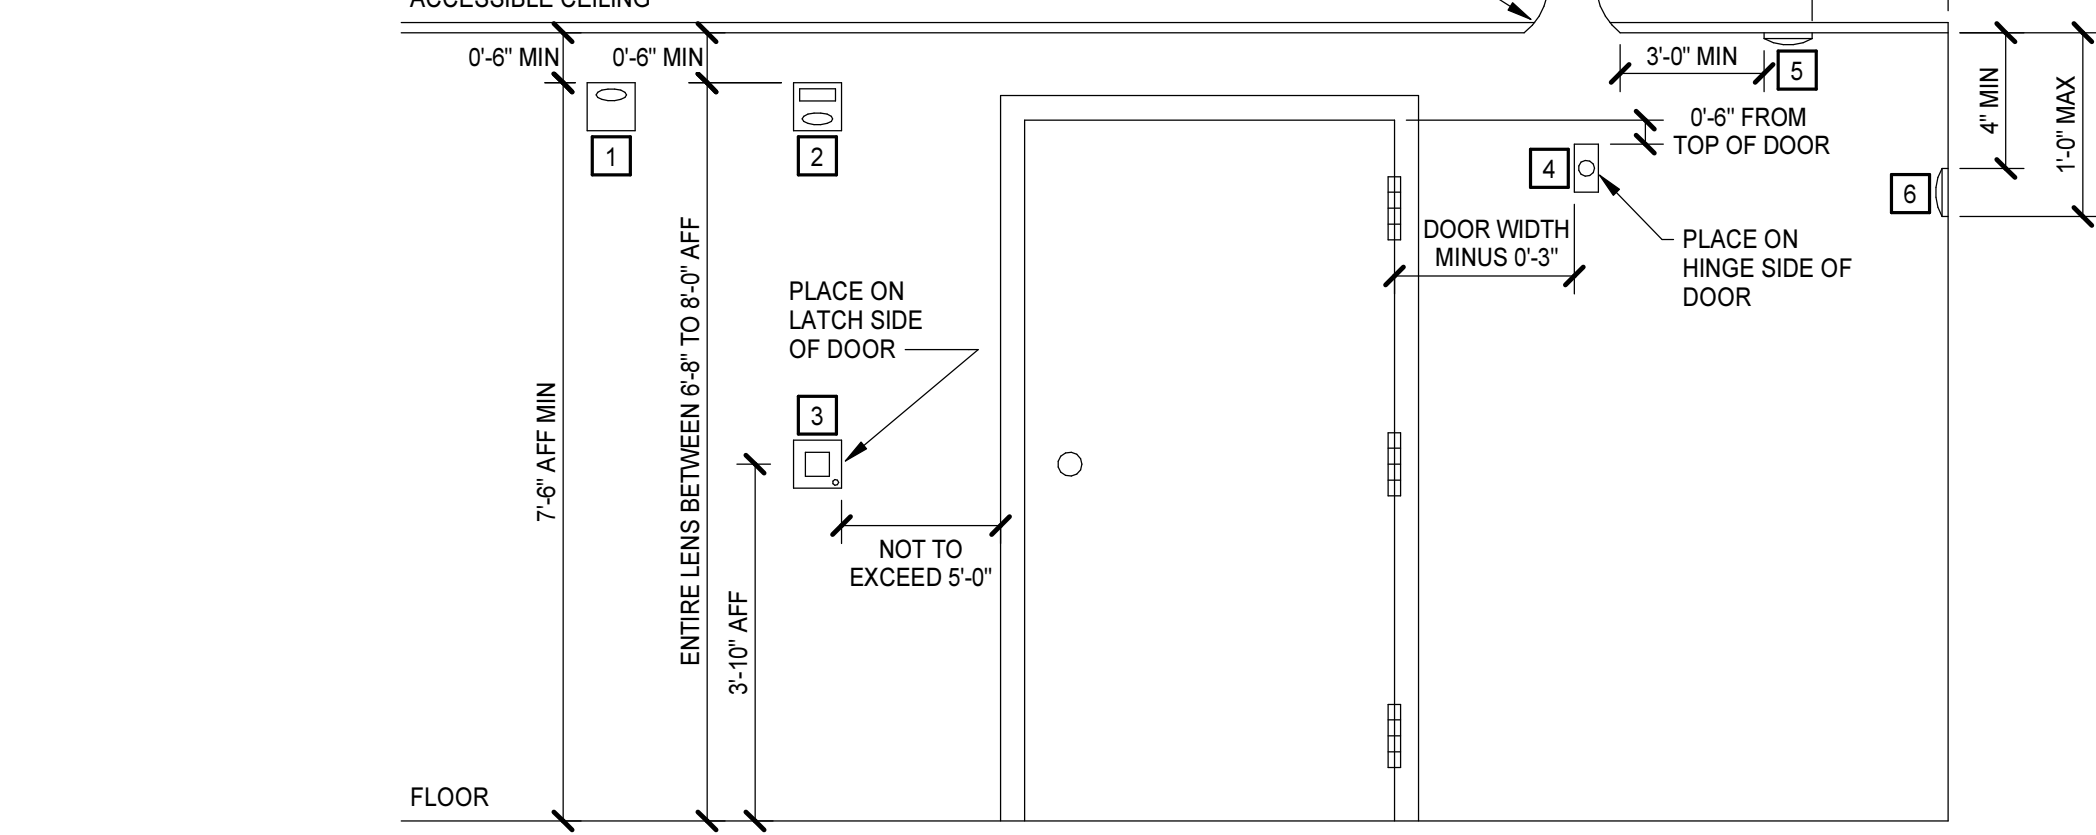 ACCESSIBLE CEILING
0'-6" MIN
0'-6" MIN
3'-0" MIN
5
4" MIN
1'-0" MAX
0'-6" FROM
TOP OF DOOR
1
2
4
6
DOOR WIDTH
MINUS 0'-3"
PLACE ON
HINGE SIDE OF
DOOR
PLACE ON
LATCH SIDE
OF DOOR
7'-6" AFF MIN
ENTIRE LENS BETWEEN 6'-8" TO 8'-0" AFF
3
NOT TO
EXCEED 5'-0"
3'-10" AFF
FLOOR